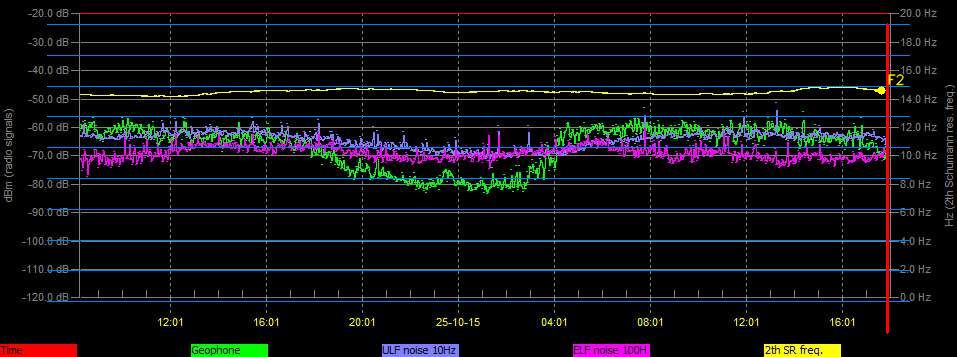 -20.0 dB 20.0 Hz
-30.0 dB 18.0 Hz
-40.0 dB 16.0 Hz
F2
-50.0 dB 14.0 Hz
-60.0 dB 12.0 Hz
-70.0 dB 10.0 Hz
-80.0 dB 8.0 Hz
-90.0 dB 6.0 Hz
-100.0 dB 4.0 Hz
-110.0 dB 2.0 Hz
-120.0 dB 0.0 Hz
dBm (radio signals)
Hz (2th Schumann res. freq.)
12:01 16:01 20:01 25-10-15 04:01 08:01 12:01 16:01
Time Geophone ULF noise 10Hz ELF noise 100H 2th SR freq.